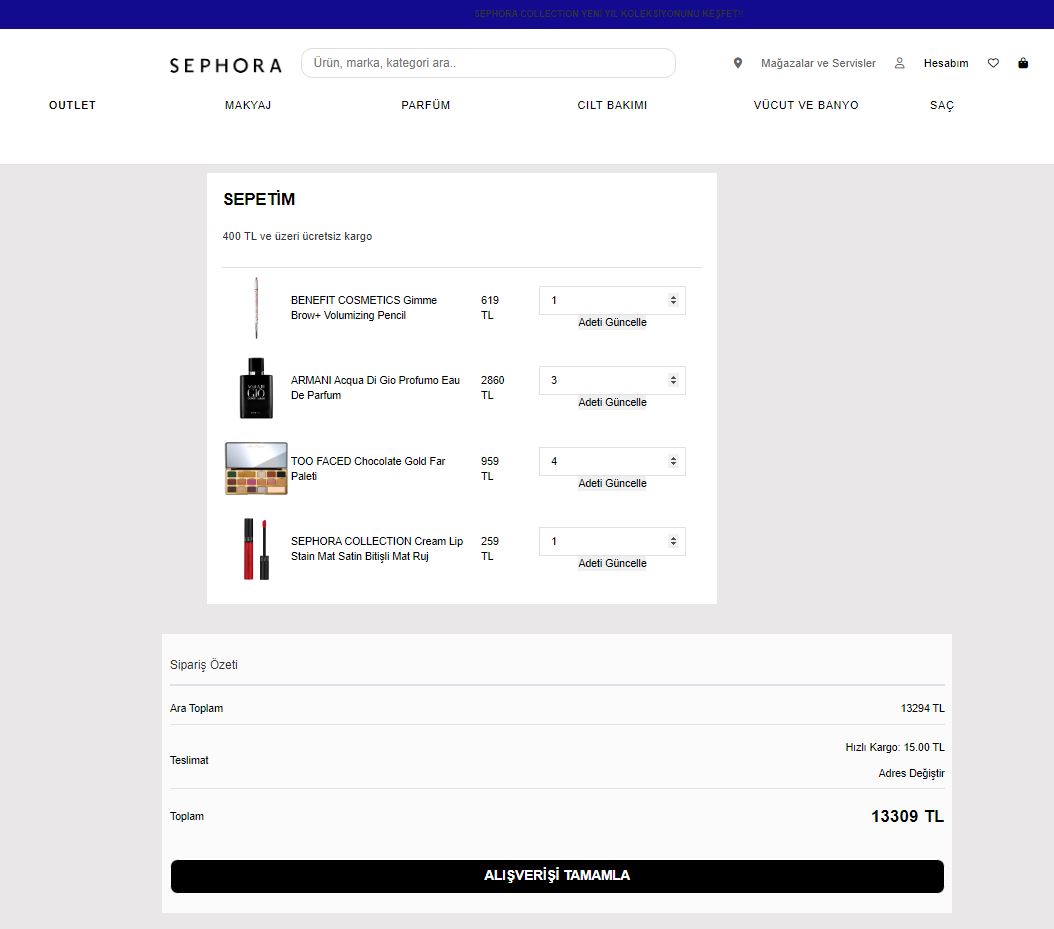 SEPHORA COLLECTION YENİ YIL KOLEKSİYONUNU KEŞFET!!
SEPHORA
Ürün, marka, kategori ara..
Mağazalar ve Servisler
Hesabım
OUTLET
MAKYAJ
PARFÜM
CILT BAKIMI
VÜCUT VE BANYO
SAÇ
SEPETİM
400 TL ve üzeri ücretsiz kargo
BENEFIT COSMETICS Gimme
Brow+ Volumizing Pencil
619
TL
1
Adeti Güncelle
GIO
ARMANI Acqua Di Gio Profumo Eau
De Parfum
2860
TL
3
Adeti Güncelle
TOO FACED Chocolate Gold Far
Paleti
959
TL
4
Adeti Güncelle
SEPHORA COLLECTION Cream Lip
Stain Mat Satin Bitişli Mat Ruj
259
TL
1
Adeti Güncelle
Sipariş Özeti
Ara Toplam
13294 TL
Teslimat
Hızlı Kargo: 15.00 TL
Adres Değiştir
Toplam
13309 TL
ALIŞVERİŞİ TAMAMLA